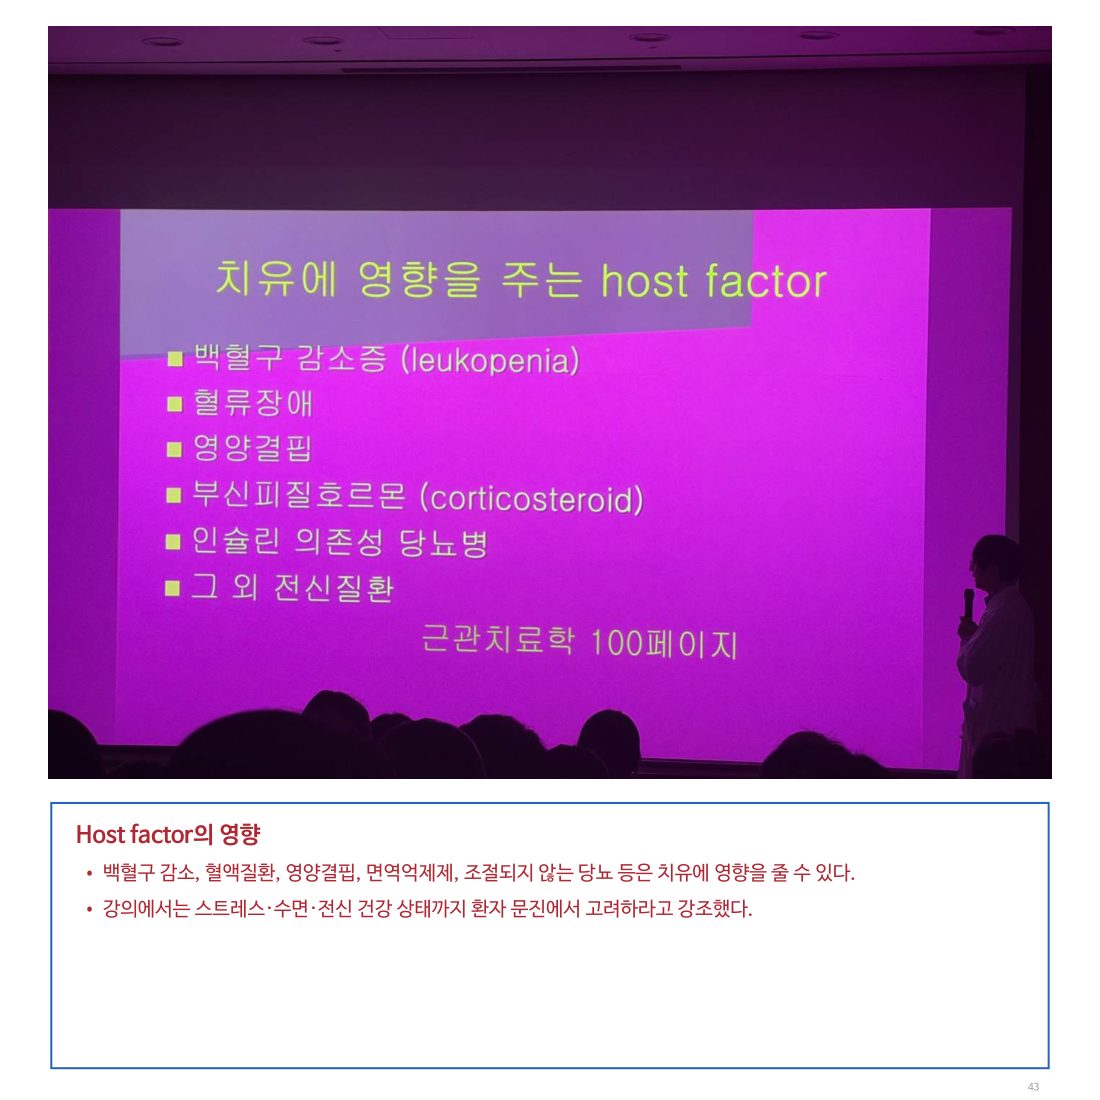 치유에 영향을 주는 host factor
백혈구 감소증 (leukopenia)
혈류장애
영양결핍
부신피질호르몬 (corticosteroid)
인슐린 의존성 당뇨병
그 외 전신질환
근관치료학 100페이지
Host factor의 영향
• 백혈구 감소, 혈액질환, 영양결핍, 면역억제제, 조절되지 않는 당뇨 등은 치유에 영향을 줄 수 있다.
• 강의에서는 스트레스·수면·전신 건강 상태까지 환자 문진에서 고려하라고 강조했다.
43